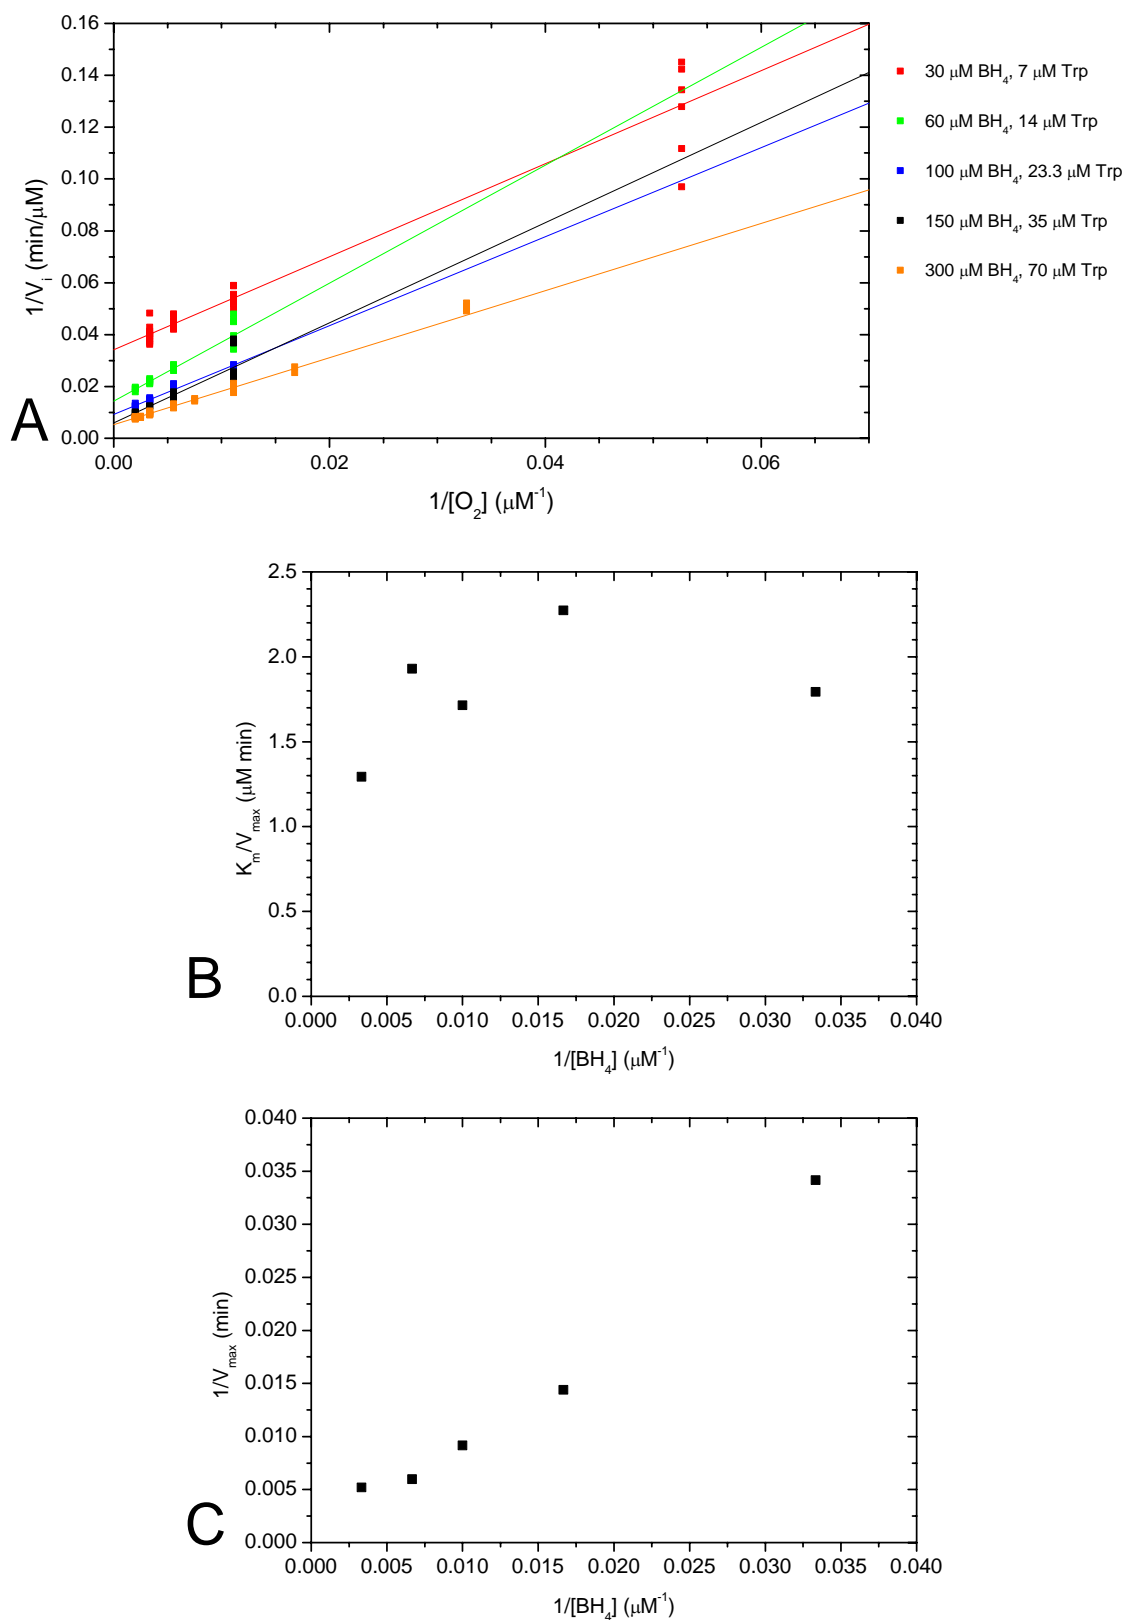 0.16
0.14
0.12
0.10
0.08
0.06
0.04
0.02
0.00
0.00 0.02 0.04 0.06
1/V_i (min/μM)
1/[O_2] (μM^-1)
A
30 μM BH_4, 7 μM Trp
60 μM BH_4, 14 μM Trp
100 μM BH_4, 23.3 μM Trp
150 μM BH_4, 35 μM Trp
300 μM BH_4, 70 μM Trp
2.5
2.0
1.5
1.0
0.5
0.0
0.000 0.005 0.010 0.015 0.020 0.025 0.030 0.035 0.040
K_m/V_max (μM min)
1/[BH_4] (μM^-1)
B
0.040
0.035
0.030
0.025
0.020
0.015
0.010
0.005
0.000
0.000 0.005 0.010 0.015 0.020 0.025 0.030 0.035 0.040
1/V_max (min)
1/[BH_4] (μM^-1)
C